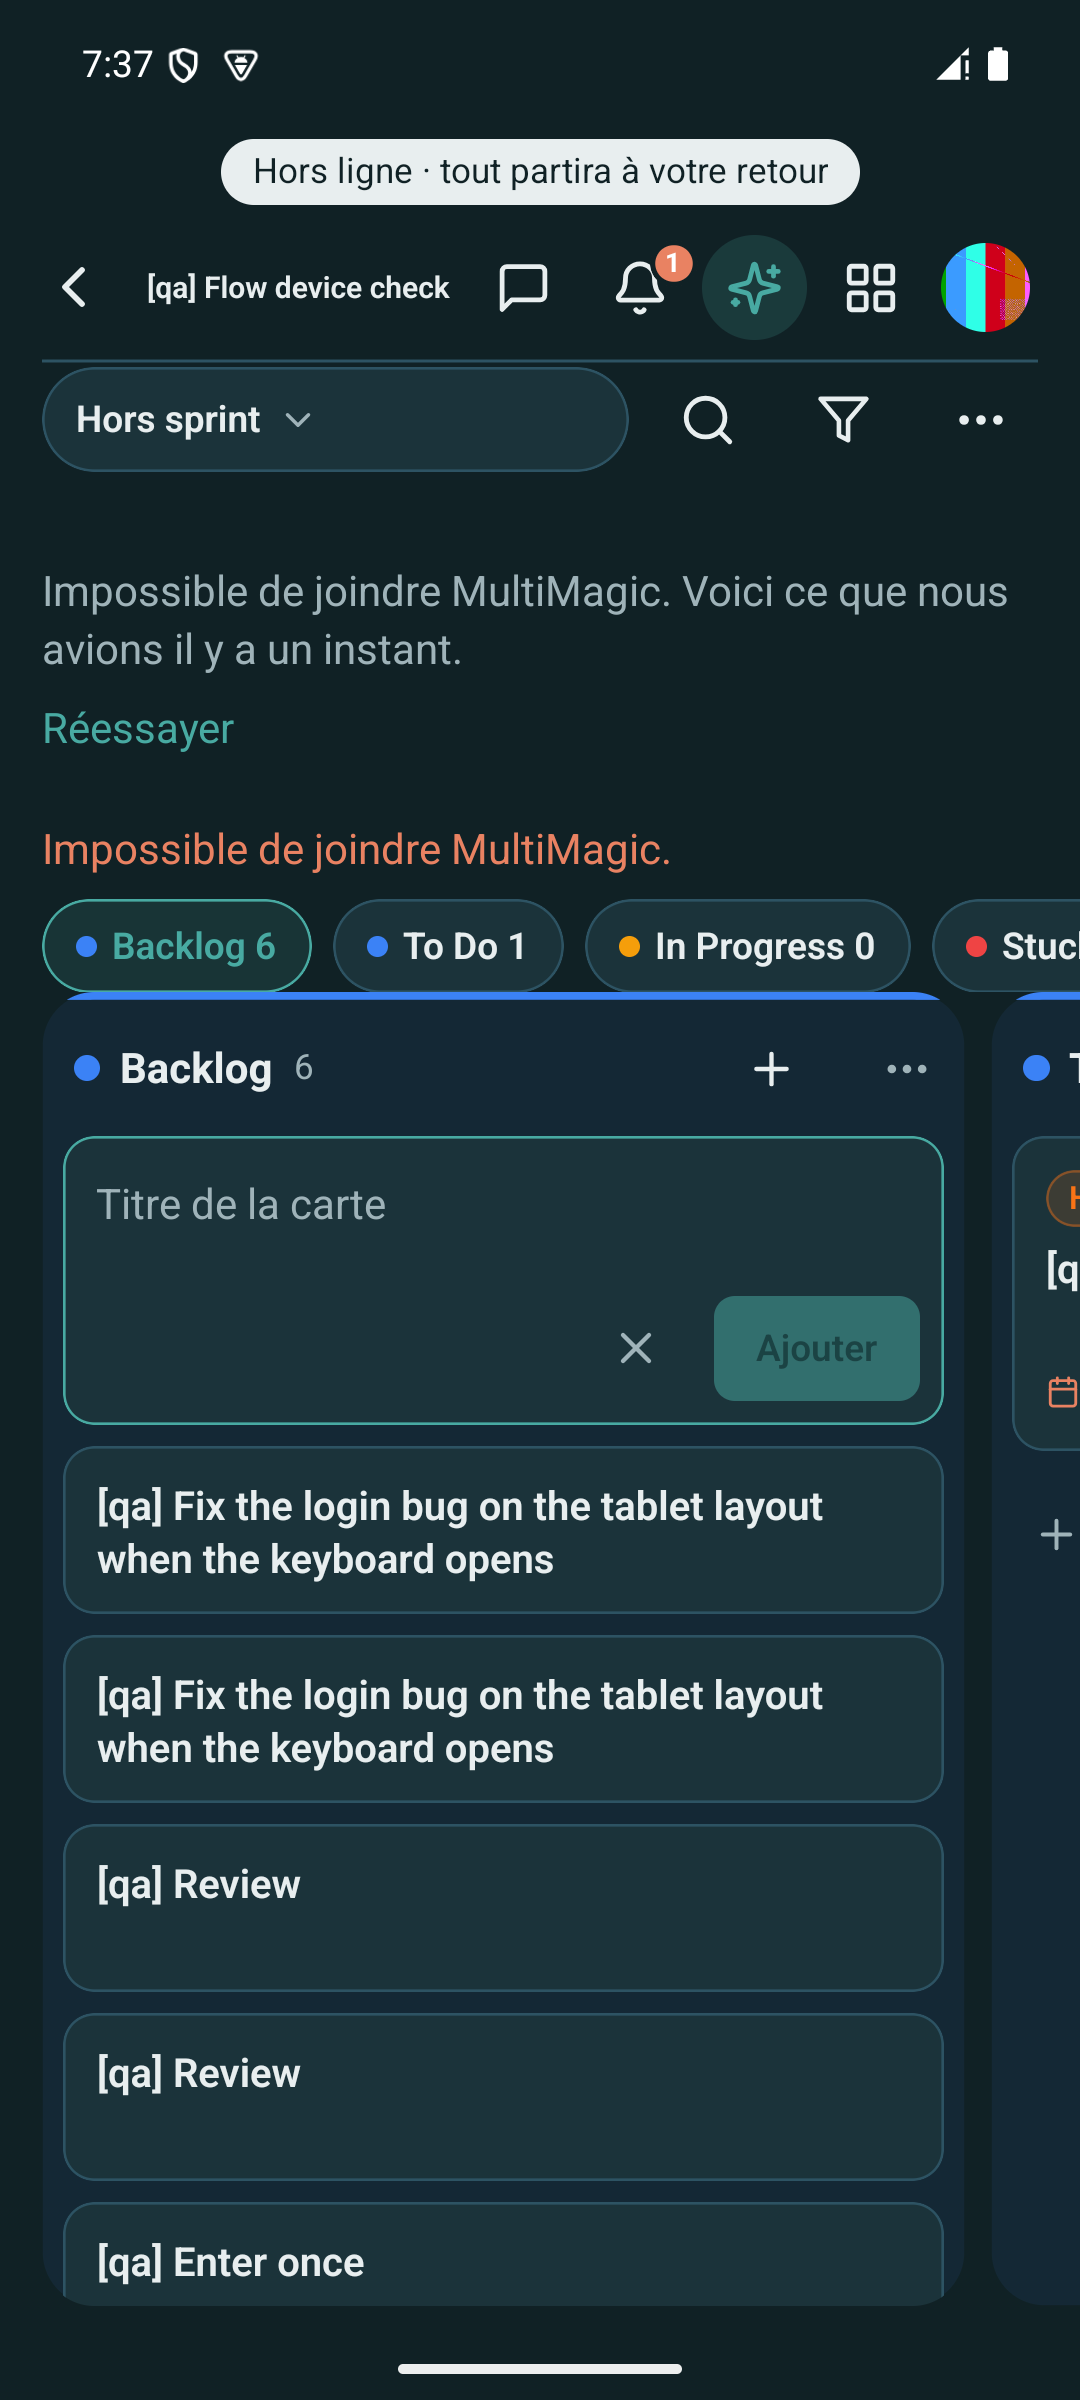 7:37
Hors ligne · tout partira à votre retour
[qa] Flow device check
1
Hors sprint
Impossible de joindre MultiMagic. Voici ce que nous
avions il y a un instant.
Réessayer
Impossible de joindre MultiMagic.
Backlog 6
To Do 1
In Progress 0
Backlog 6
Titre de la carte
Ajouter
[qa] Fix the login bug on the tablet layout
when the keyboard opens
[qa] Fix the login bug on the tablet layout
when the keyboard opens
[qa] Review
[qa] Review
[qa] Enter once